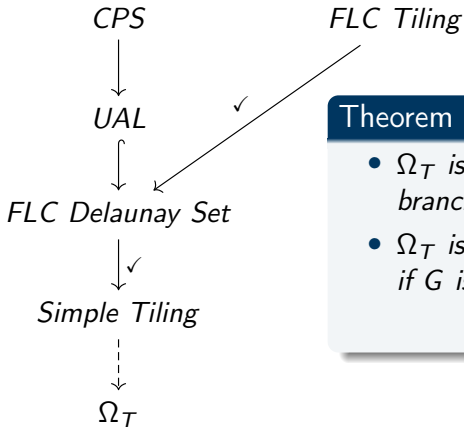 CPS
FLC Tiling
✓
UAL
Theorem
• Ω_T is
branc
FLC Delaunay Set
• Ω_T is
if G is
✓
Simple Tiling
Ω_T